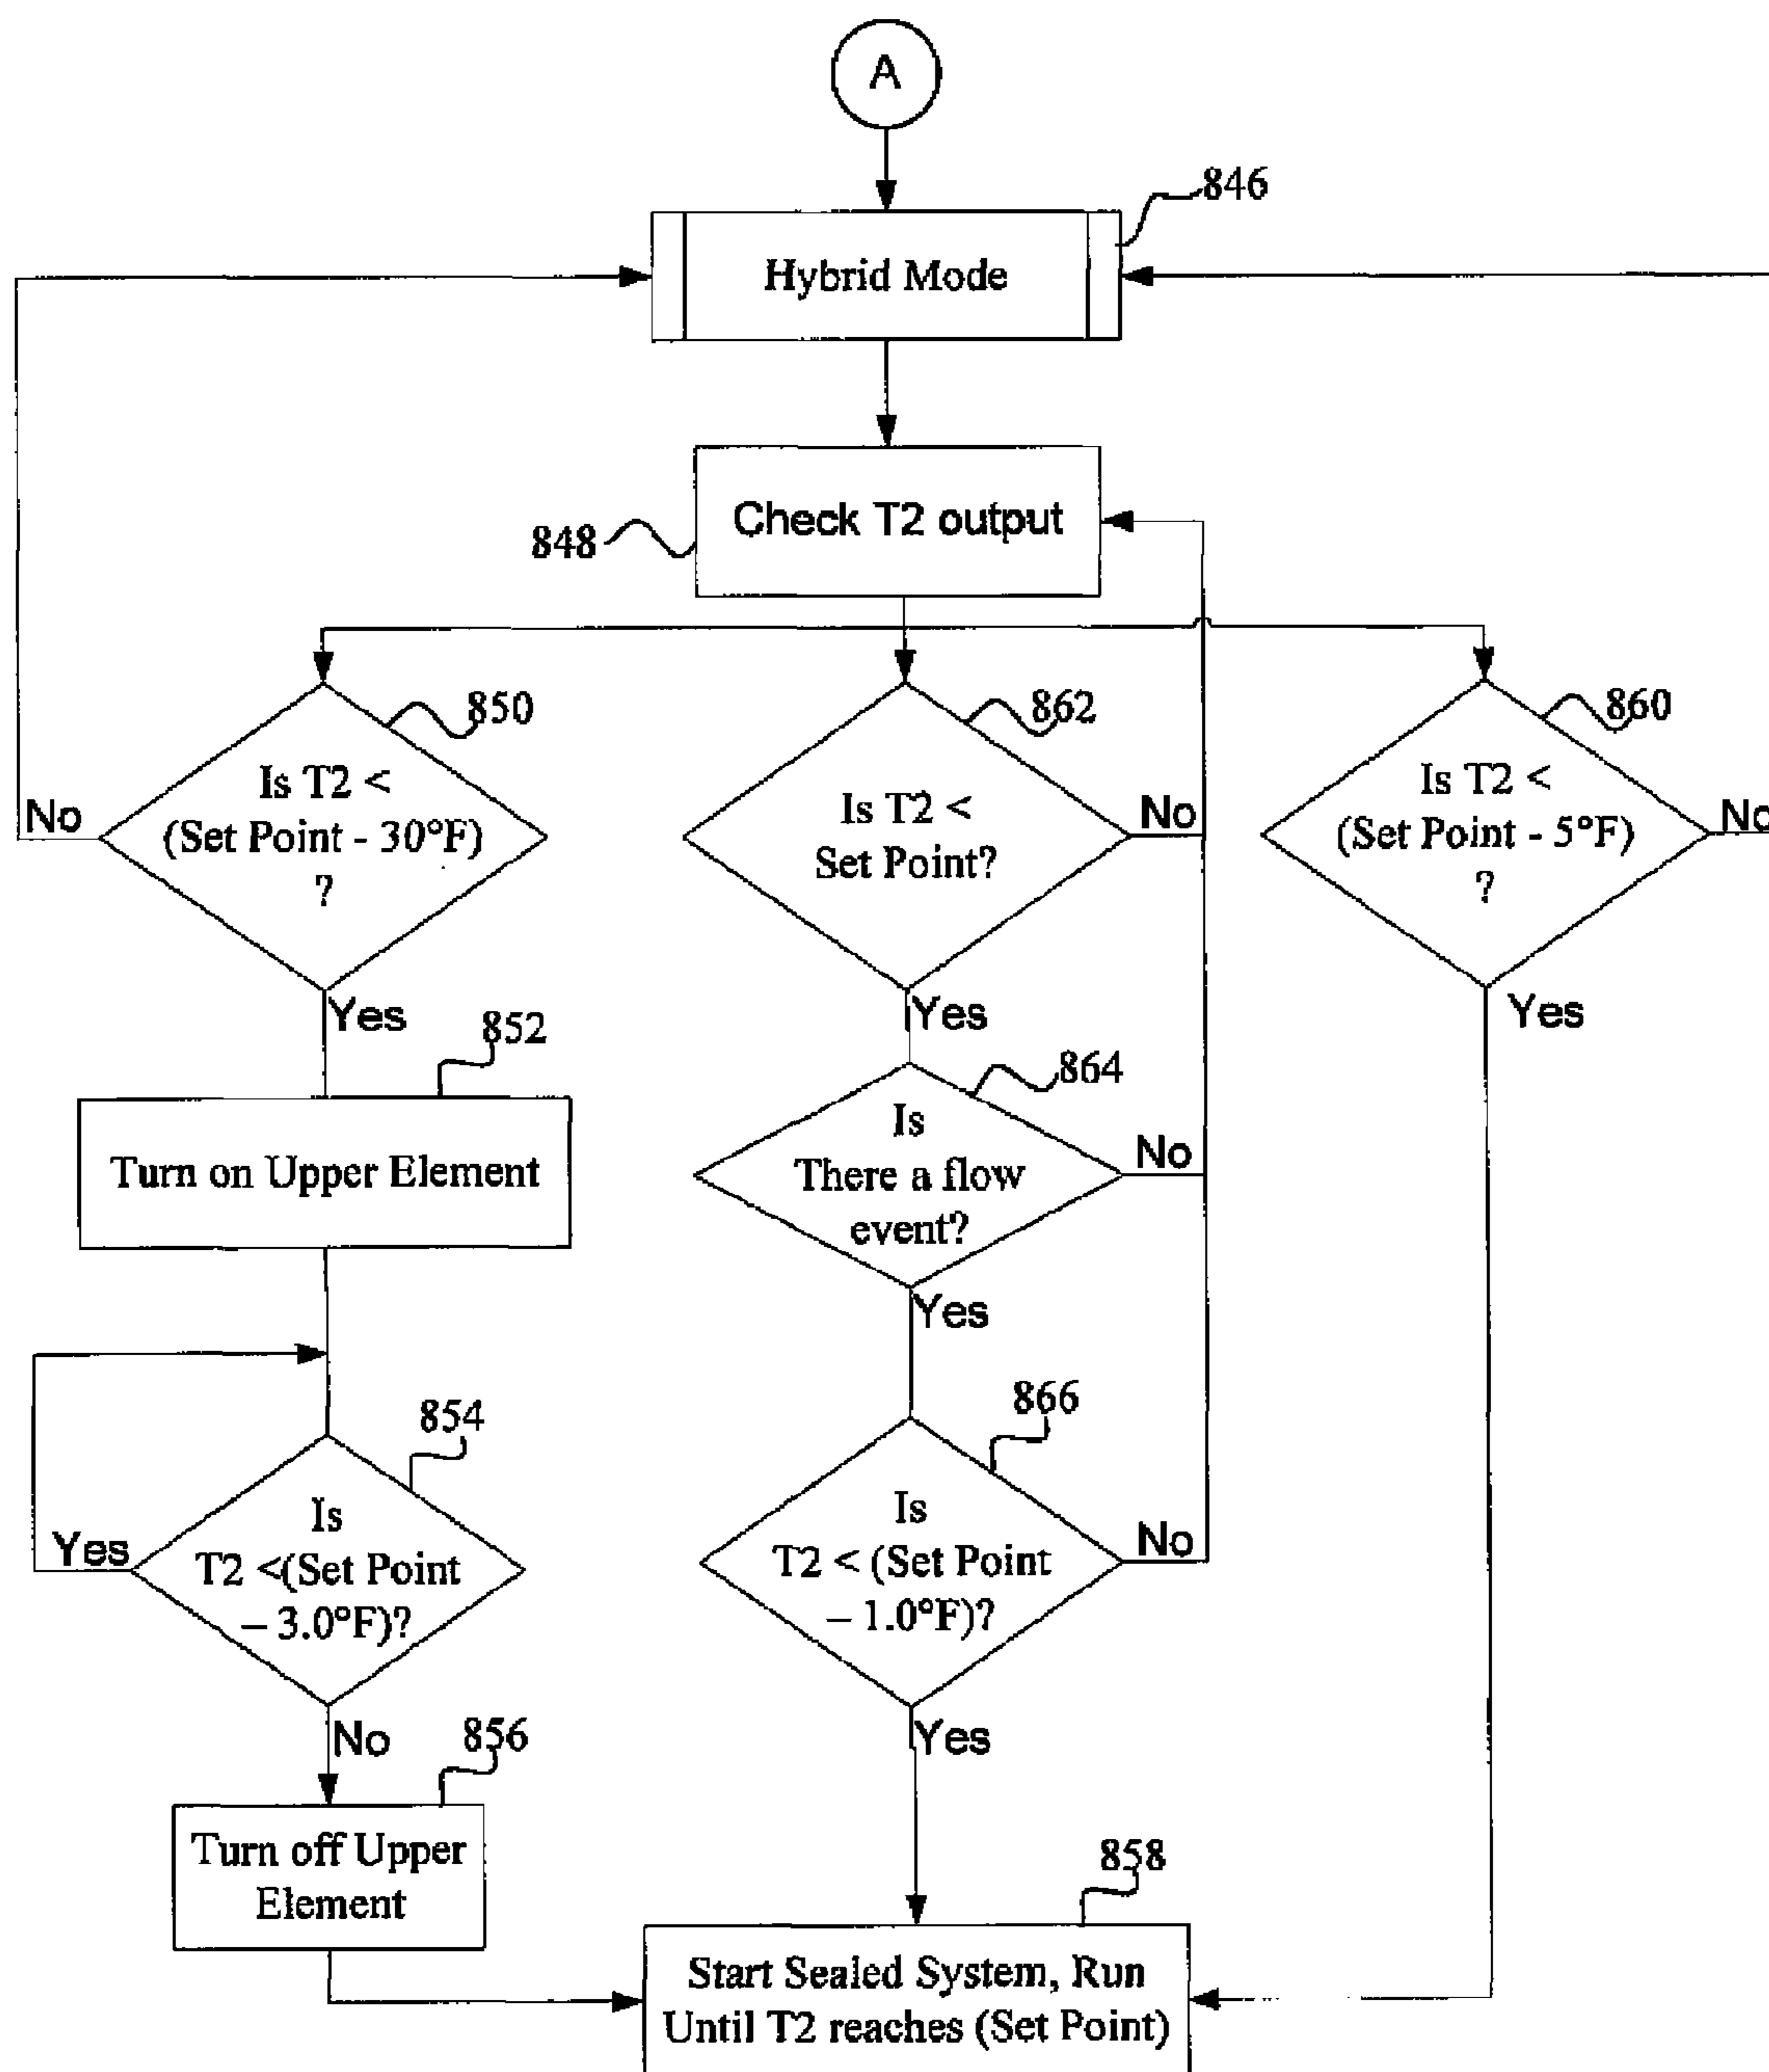 A
846
Hybrid Mode
848
Check T2 output
850
Is T2 <
(Set Point - 30°F)
?
No
Yes
862
Is T2 <
Set Point?
No
Yes
860
Is T2 <
(Set Point - 5°F)
?
No
Yes
852
Turn on Upper Element
864
Is
There a flow
event?
No
Yes
854
Is
T2 <(Set Point
– 3.0°F)?
Yes
No
866
Is
T2 < (Set Point
– 1.0°F)?
No
Yes
856
Turn off Upper
Element
858
Start Sealed System, Run
Until T2 reaches (Set Point)